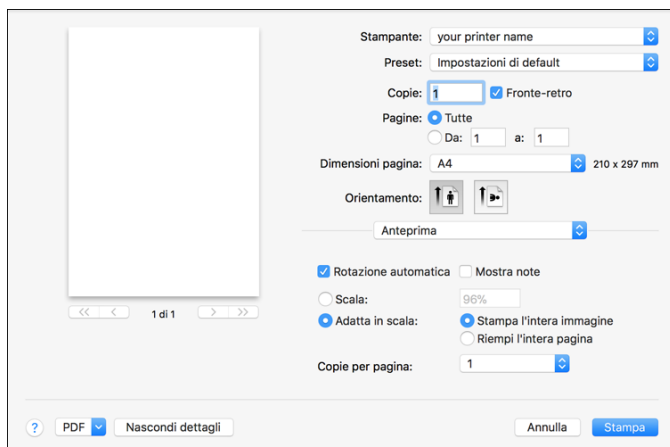 Stampante: your printer name
Preset: Impostazioni di default
Copie: 1 Fronte-retro
Pagine: Tutte
Da: 1 a: 1
Dimensioni pagina: A4 210 x 297 mm
Orientamento:
Anteprima
Rotazione automatica Mostra note
Scala: 96%
Adatta in scala: Stampa l'intera immagine
Riempi l'intera pagina
Copie per pagina: 1
1 di 1
? PDF Nascondi dettagli Annulla Stampa